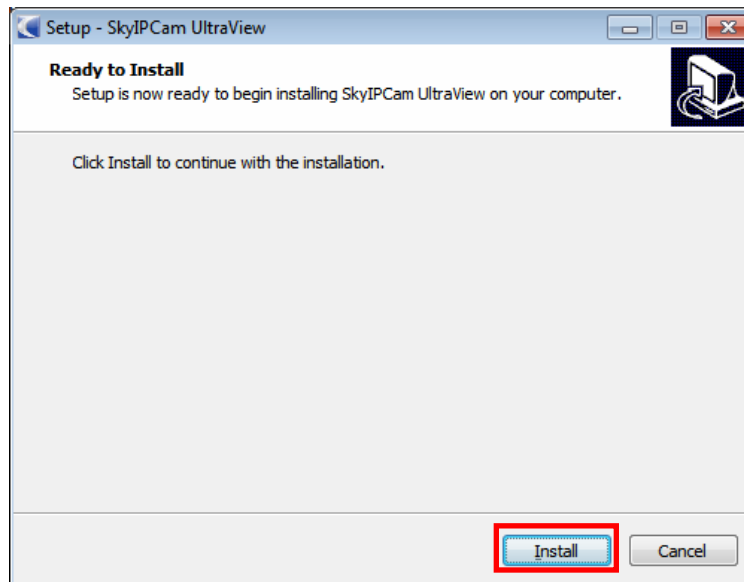 Setup - SkyIPCam UltraView
Ready to Install
Setup is now ready to begin installing SkyIPCam UltraView on your computer.
Click Install to continue with the installation.
Install
Cancel